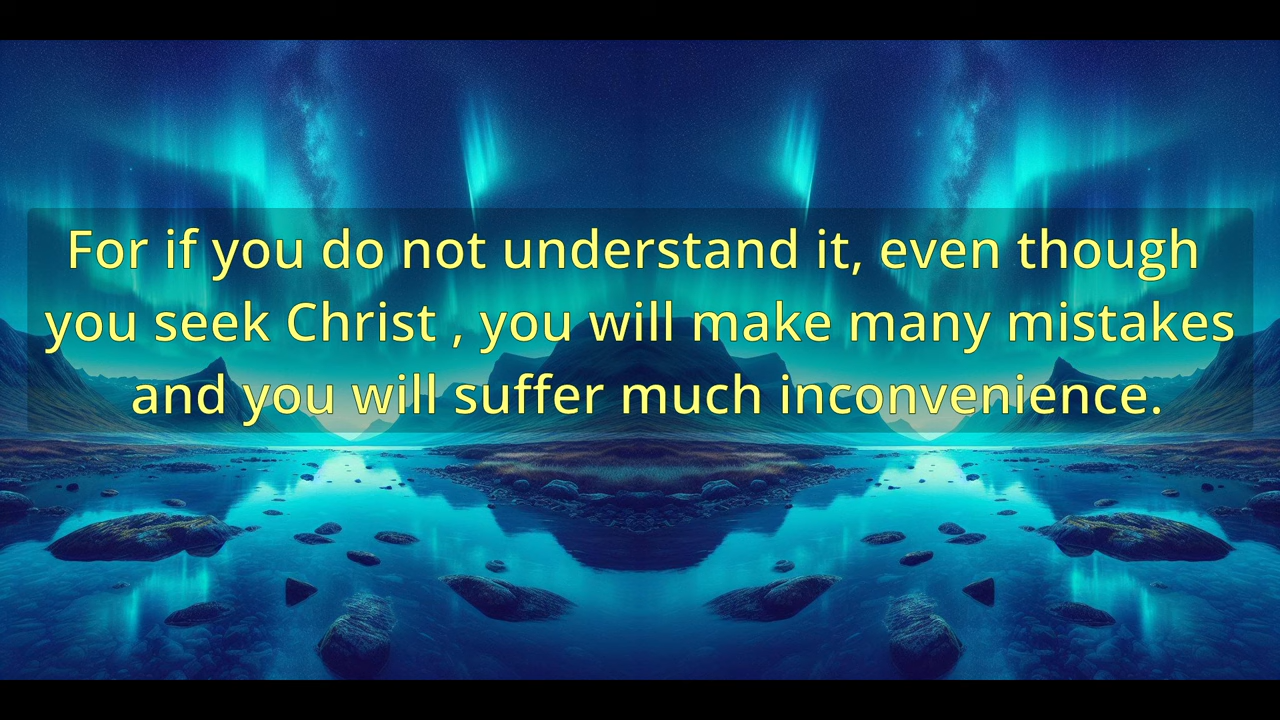 For if you do not understand it, even though
you seek Christ , you will make many mistakes
and you will suffer much inconvenience.